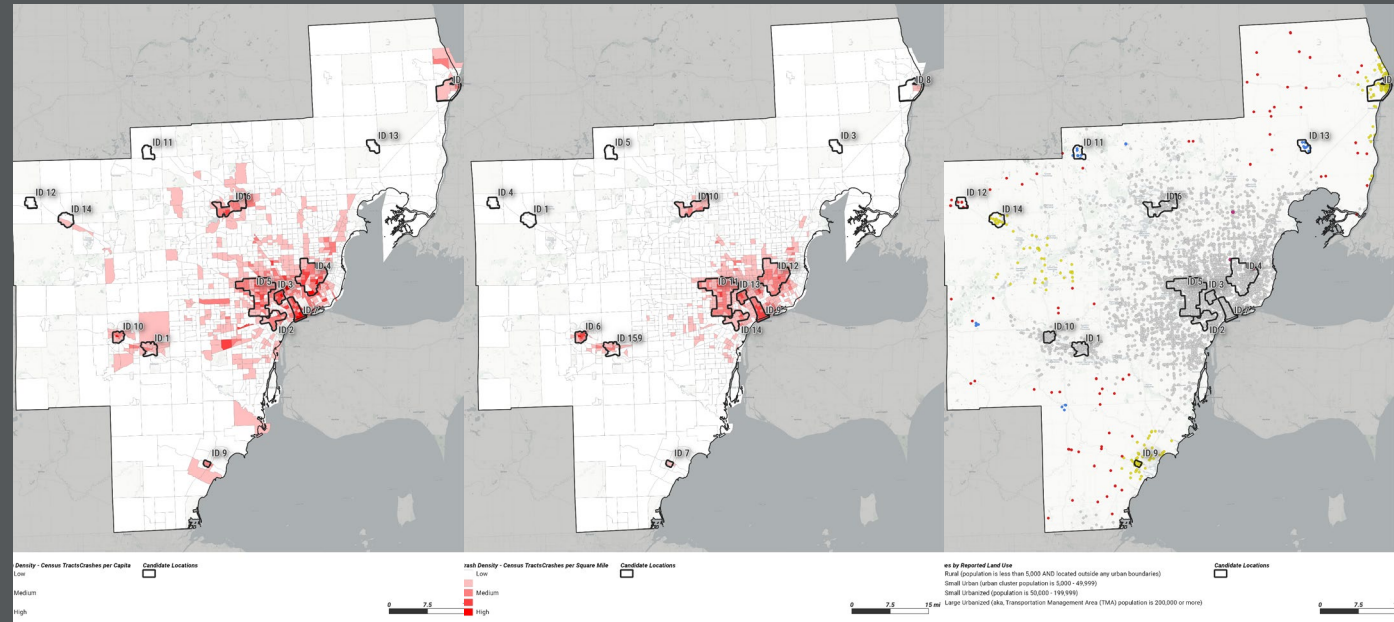 ID
ID 13
ID 11
ID 12
ID 14
ID 6
ID 4
ID 5
ID 3
ID 2
ID 10
ID 1
ID 9
Density - Census TractsCrashes per Capita
Low
Medium
High
Candidate Locations
0 7.5
ID 8
ID 5
ID 3
ID 4
ID 1
ID 10
ID 12
ID 13
ID 14
ID 6
ID 159
ID 7
rash Density - Census TractsCrashes per Square Mile
Low
Medium
High
Candidate Locations
0 7.5 15 mi
ID
ID 11
ID 13
ID 12
ID 14
ID 6
ID 4
ID 5
ID 3
ID 2
ID 10
ID 1
ID 9
es by Reported Land Use
Rural (population is less than 5,000 AND located outside any urban boundaries)
Small Urban (urban cluster population is 5,000 - 49,999)
Small Urbanized (population is 50,000 - 199,999)
Large Urbanized (aka, Transportation Management Area (TMA) population is 200,000 or more)
Candidate Locations
0 7.5